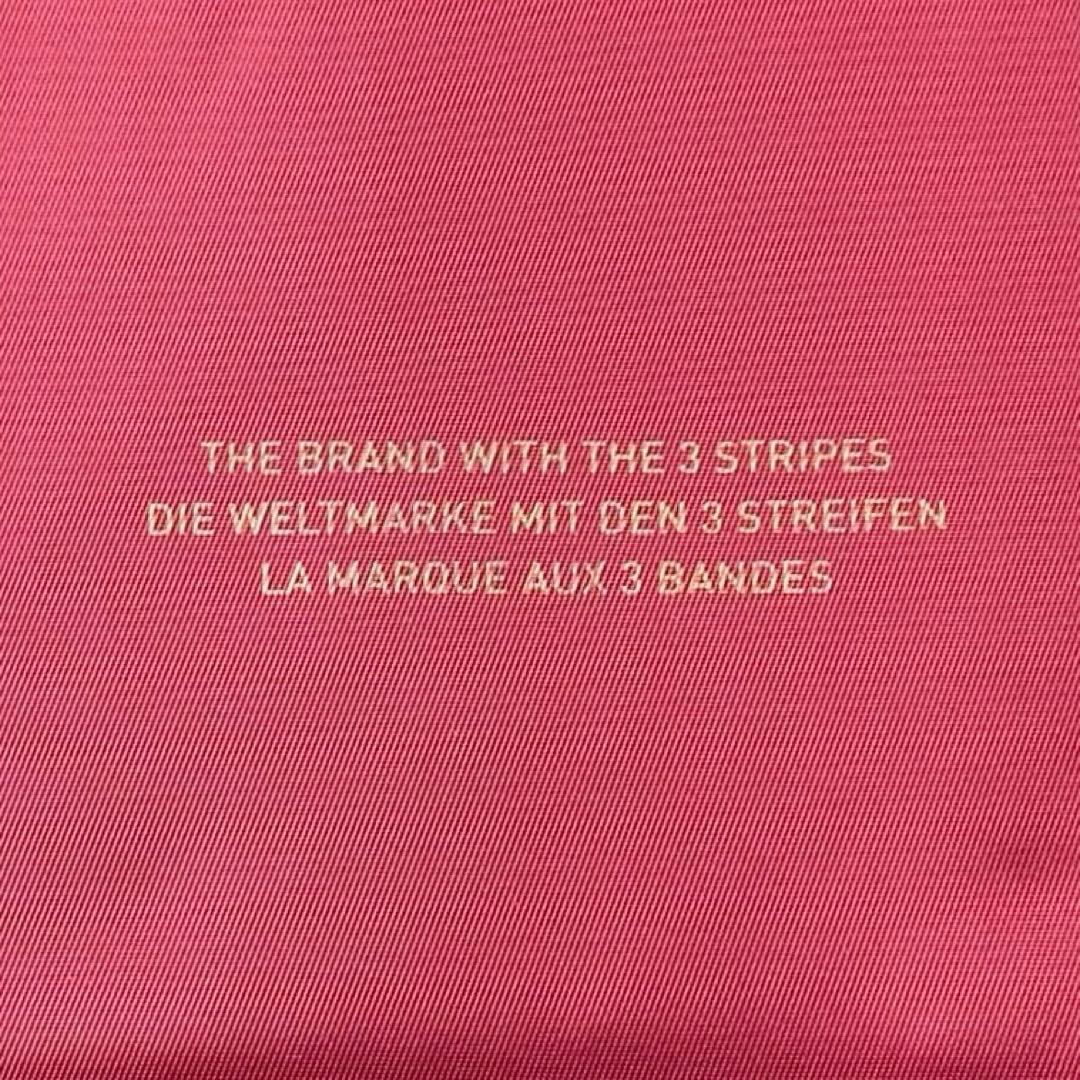 THE BRAND WITH THE 3 STRIPES
DIE WELTMARKE MIT DEN 3 STREIFEN
LA MARQUE AUX 3 BANDES